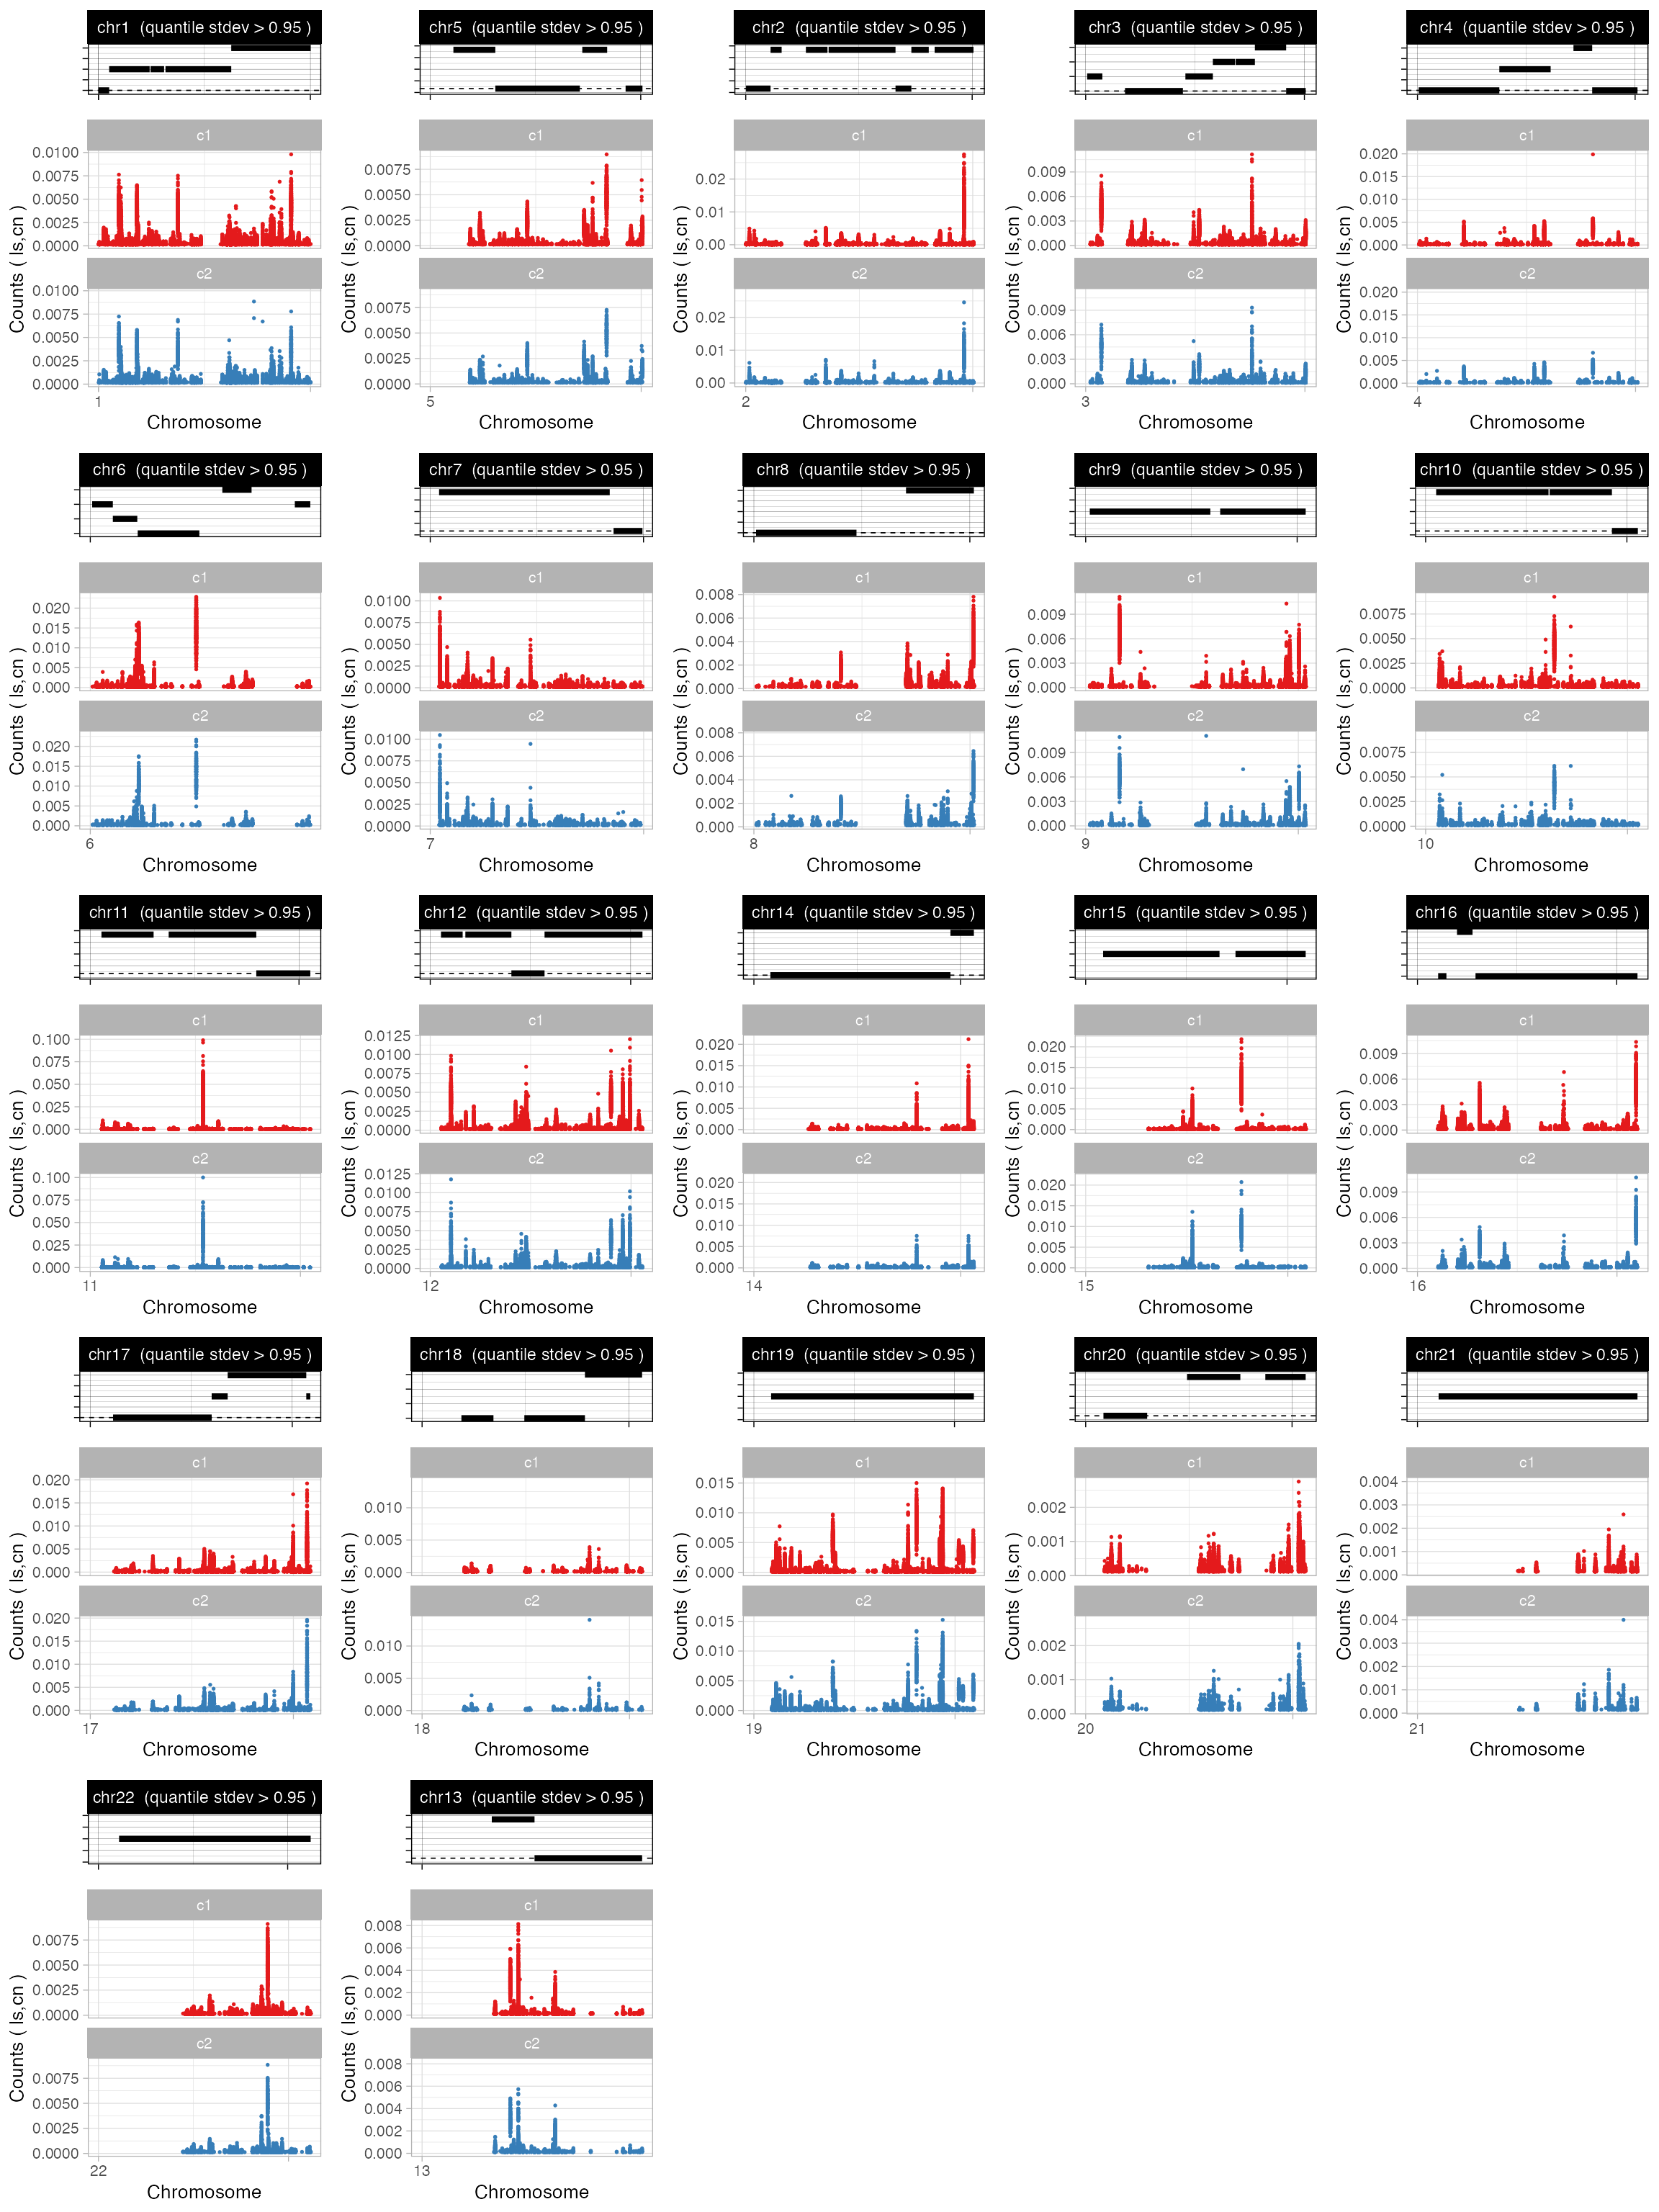 chr1 (quantile stdev > 0.95 )
c1
0.0100
0.0075
0.0050
0.0025
0.0000
c2
0.0100
0.0075
0.0050
0.0025
0.0000
Counts ( ls,cn )
1
Chromosome
chr5 (quantile stdev > 0.95 )
c1
0.0075
0.0050
0.0025
0.0000
c2
0.0075
0.0050
0.0025
0.0000
Counts ( ls,cn )
5
Chromosome
chr2 (quantile stdev > 0.95 )
c1
0.02
0.01
0.00
c2
0.02
0.01
0.00
Counts ( ls,cn )
2
Chromosome
chr3 (quantile stdev > 0.95 )
c1
0.009
0.006
0.003
0.000
c2
0.009
0.006
0.003
0.000
Counts ( ls,cn )
3
Chromosome
chr4 (quantile stdev > 0.95 )
c1
0.020
0.015
0.010
0.005
0.000
c2
0.020
0.015
0.010
0.005
0.000
Counts ( ls,cn )
4
Chromosome
chr6 (quantile stdev > 0.95 )
c1
0.020
0.015
0.010
0.005
0.000
c2
0.020
0.015
0.010
0.005
0.000
Counts ( ls,cn )
6
Chromosome
chr7 (quantile stdev > 0.95 )
c1
0.0100
0.0075
0.0050
0.0025
0.0000
c2
0.0100
0.0075
0.0050
0.0025
0.0000
Counts ( ls,cn )
7
Chromosome
chr8 (quantile stdev > 0.95 )
c1
0.008
0.006
0.004
0.002
0.000
c2
0.008
0.006
0.004
0.002
0.000
Counts ( ls,cn )
8
Chromosome
chr9 (quantile stdev > 0.95 )
c1
0.009
0.006
0.003
0.000
c2
0.009
0.006
0.003
0.000
Counts ( ls,cn )
9
Chromosome
chr10 (quantile stdev > 0.95 )
c1
0.0075
0.0050
0.0025
0.0000
c2
0.0075
0.0050
0.0025
0.0000
Counts ( ls,cn )
10
Chromosome
chr11 (quantile stdev > 0.95 )
c1
0.100
0.075
0.050
0.025
0.000
c2
0.100
0.075
0.050
0.025
0.000
Counts ( ls,cn )
11
Chromosome
chr12 (quantile stdev > 0.95 )
c1
0.0125
0.0100
0.0075
0.0050
0.0025
0.0000
c2
0.0125
0.0100
0.0075
0.0050
0.0025
0.0000
Counts ( ls,cn )
12
Chromosome
chr14 (quantile stdev > 0.95 )
c1
0.020
0.015
0.010
0.005
0.000
c2
0.020
0.015
0.010
0.005
0.000
Counts ( ls,cn )
14
Chromosome
chr15 (quantile stdev > 0.95 )
c1
0.020
0.015
0.010
0.005
0.000
c2
0.020
0.015
0.010
0.005
0.000
Counts ( ls,cn )
15
Chromosome
chr16 (quantile stdev > 0.95 )
c1
0.009
0.006
0.003
0.000
c2
0.009
0.006
0.003
0.000
Counts ( ls,cn )
16
Chromosome
chr17 (quantile stdev > 0.95 )
c1
0.020
0.015
0.010
0.005
0.000
c2
0.020
0.015
0.010
0.005
0.000
Counts ( ls,cn )
17
Chromosome
chr18 (quantile stdev > 0.95 )
c1
0.010
0.005
0.000
c2
0.010
0.005
0.000
Counts ( ls,cn )
18
Chromosome
chr19 (quantile stdev > 0.95 )
c1
0.015
0.010
0.005
0.000
c2
0.015
0.010
0.005
0.000
Counts ( ls,cn )
19
Chromosome
chr20 (quantile stdev > 0.95 )
c1
0.002
0.001
0.000
c2
0.002
0.001
0.000
Counts ( ls,cn )
20
Chromosome
chr21 (quantile stdev > 0.95 )
c1
0.004
0.003
0.002
0.001
0.000
c2
0.004
0.003
0.002
0.001
0.000
Counts ( ls,cn )
21
Chromosome
chr22 (quantile stdev > 0.95 )
c1
0.0075
0.0050
0.0025
0.0000
c2
0.0075
0.0050
0.0025
0.0000
Counts ( ls,cn )
22
Chromosome
chr13 (quantile stdev > 0.95 )
c1
0.008
0.006
0.004
0.002
0.000
c2
0.008
0.006
0.004
0.002
0.000
Counts ( ls,cn )
13
Chromosome